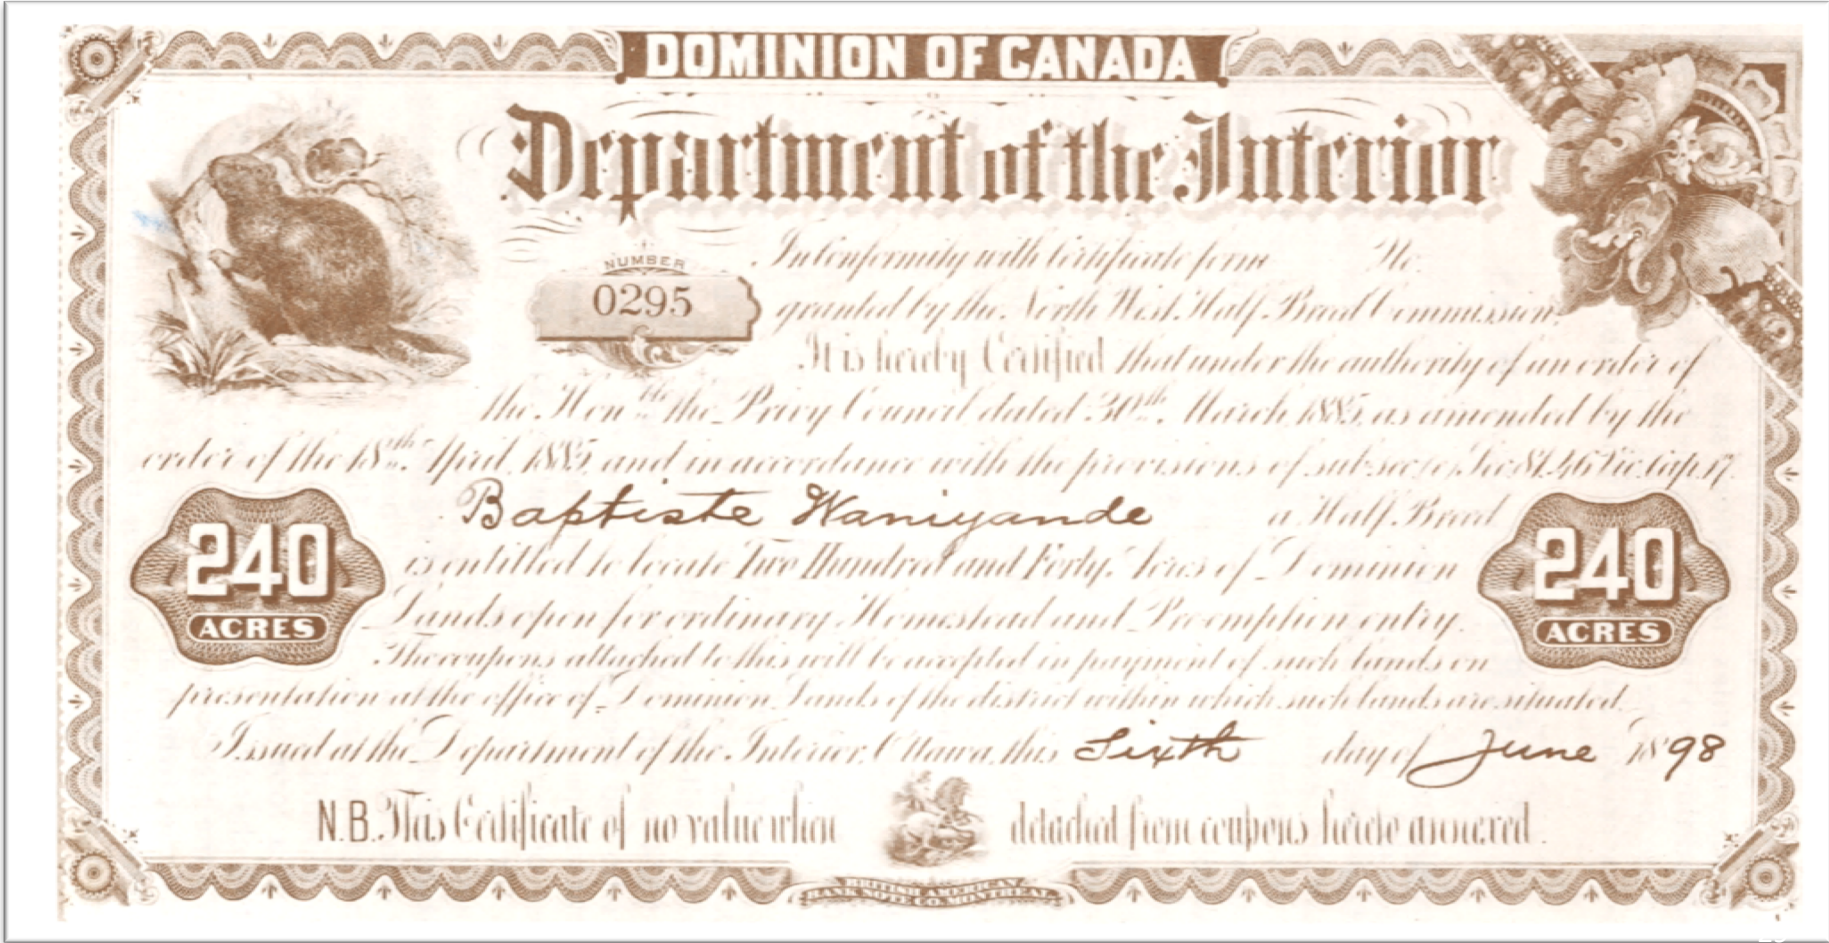 DOMINION OF CANADA
Department of the Interior
In conformity with Certificate form No.
NUMBER
0295
granted by the North West Half Breed Commission,
It is hereby Certified that under the authority of an order of
the Honble the Privy Council dated 30th March 1885, as amended by the
order of the 18th April, 1885, and in accordance with the provisions of sub-sec. Sec. 81, 46 Vic. Cap. 17.
Baptiste Waniyande a Half Breed
240
ACRES
is entitled to locate Two Hundred and Forty Acres of Dominion
240
ACRES
Lands open for ordinary Homestead and Preemption entry.
The coupons attached to this will be accepted in payment of such lands on
presentation at the office of Dominion Lands of the district within which such lands are situated.
Issued at the Department of the Interior, Ottawa, this Sixth day of June 1898
N.B. This Certificate of no value when detached from coupons hereto annexed.
BRITISH AMERICAN
BANK NOTE CO. MONTREAL.